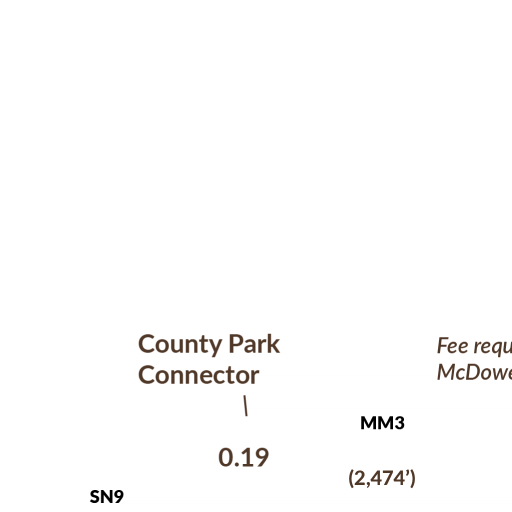 County Park
Connector
Fee requ
McDowe
MM3
0.19
(2,474’)
SN9